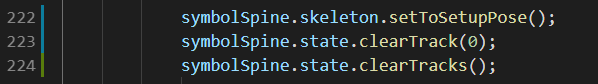 222 symbolSpine.skeleton.setToSetupPose();
223 symbolSpine.state.clearTrack(0);
224 symbolSpine.state.clearTracks();